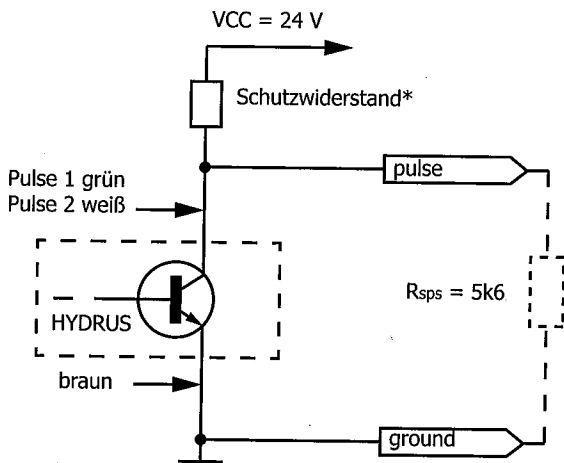 VCC = 24 V
Schutzwiderstand*
pulse
Pulse 1 grün
Pulse 2 weiß
Rsps = 5k6
HYDRUS
braun
ground